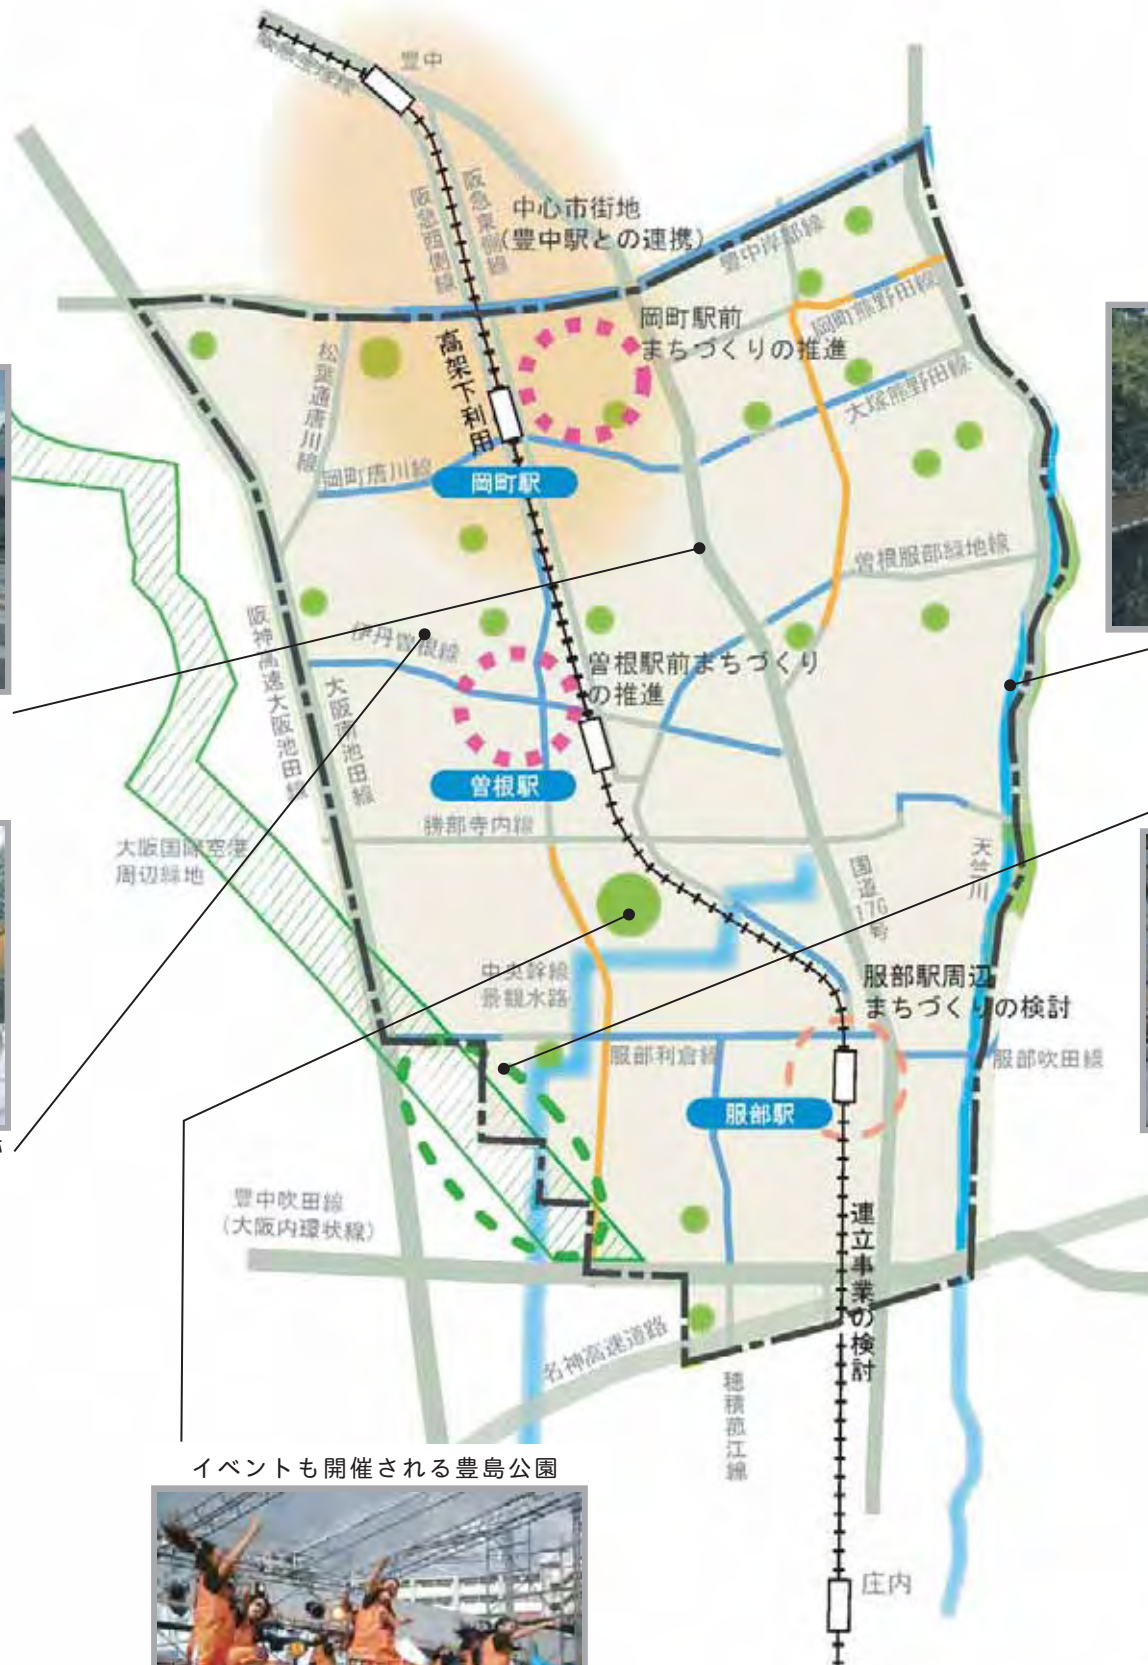 阪急宝塚線
豊中
阪急西側線
阪急東側線
中心市街地
(豊中駅との連携)
豊中岸部線
岡町駅前
まちづくりの推進
岡町熊野田線
大塚熊野田線
松葉通唐川線
高架下利用
岡町唐川線
岡町駅
曽根服部緑地線
伊丹曽根線
曽根駅前まちづくり
の推進
阪神高速大阪池田線
大阪南池田線
曽根駅
勝部寺内線
大阪国際空港
周辺緑地
国道176号
天竺川
中央幹線
景観水路
服部駅周辺
まちづくりの検討
服部利倉線
服部吹田線
服部駅
豊中吹田線
(大阪内環状線)
連立事業の検討
名神高速道路
穂積菰江線
イベントも開催される豊島公園
庄内